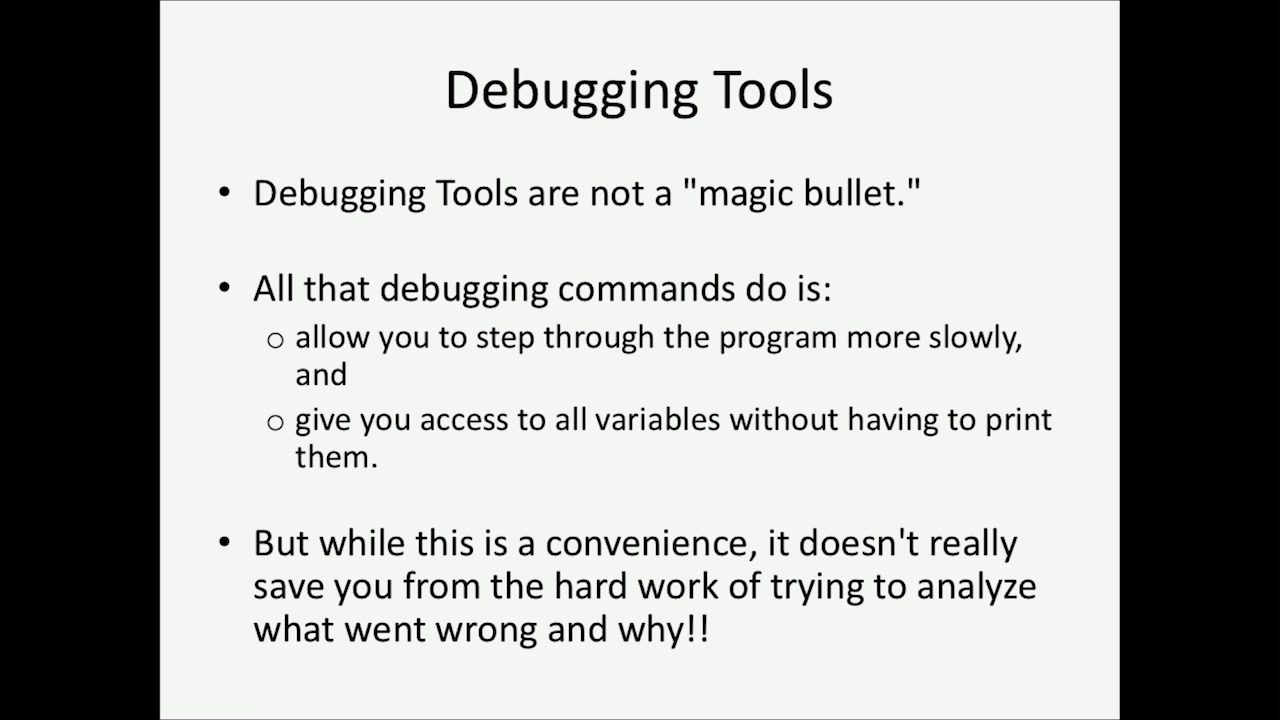 Debugging Tools
• Debugging Tools are not a "magic bullet."
• All that debugging commands do is:
o allow you to step through the program more slowly,
and
o give you access to all variables without having to print
them.
• But while this is a convenience, it doesn't really
save you from the hard work of trying to analyze
what went wrong and why!!